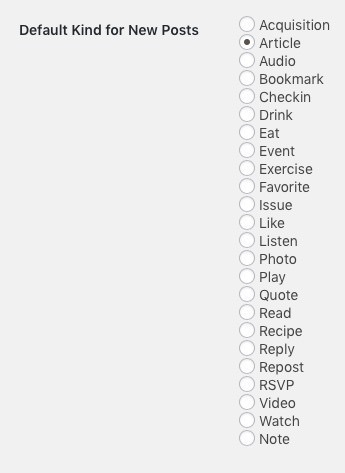 Default Kind for New Posts
Acquisition
Article
Audio
Bookmark
Checkin
Drink
Eat
Event
Exercise
Favorite
Issue
Like
Listen
Photo
Play
Quote
Read
Recipe
Reply
Repost
RSVP
Video
Watch
Note